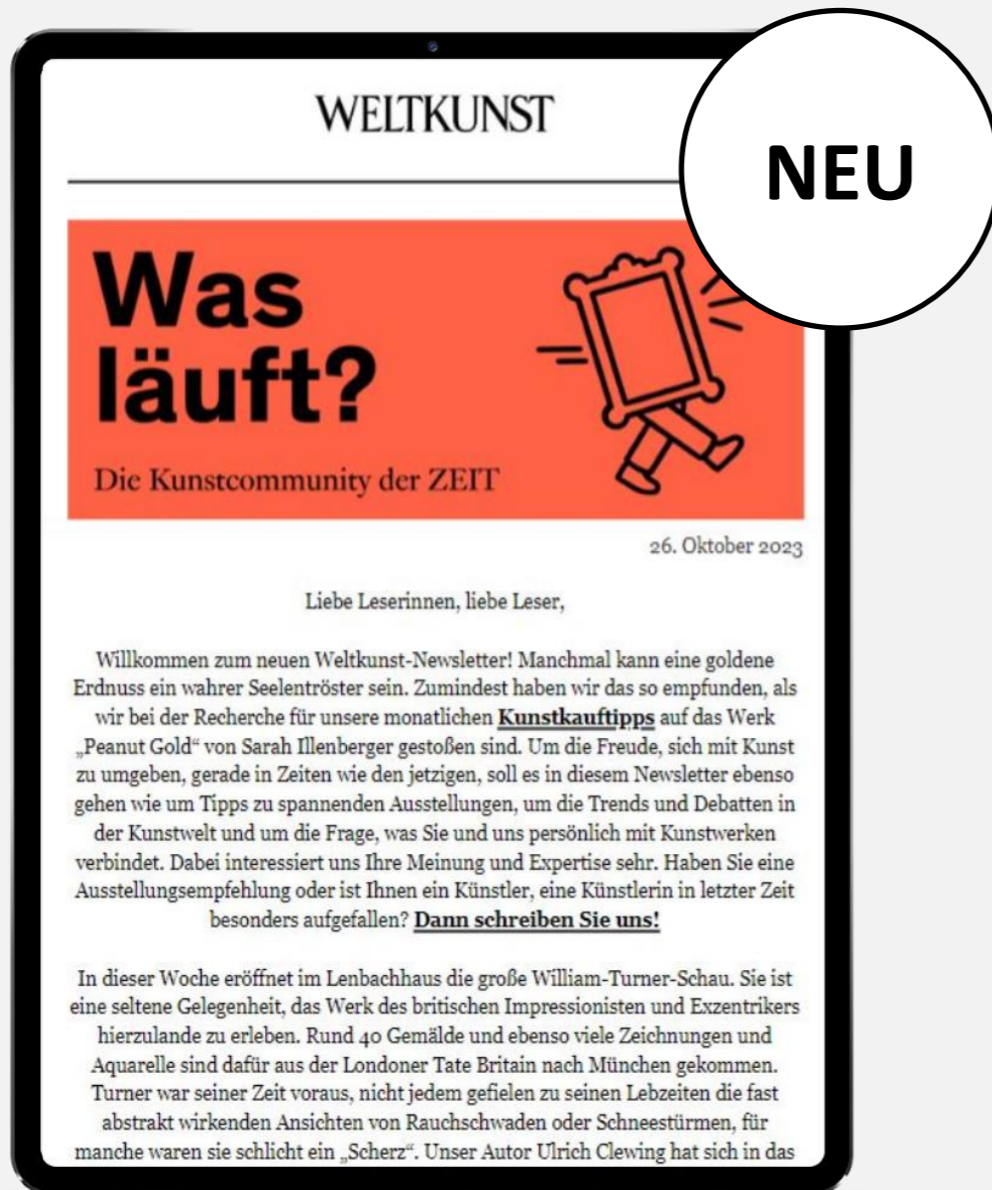 WELTKUNST
NEU
Was
läuft?
Die Kunstcommunity der ZEIT
26. Oktober 2023
Liebe Leserinnen, liebe Leser,
Willkommen zum neuen Weltkunst-Newsletter! Manchmal kann eine goldene
Erdnuss ein wahrer Seelentröster sein. Zumindest haben wir das so empfunden, als
wir bei der Recherche für unsere monatlichen Kunstkauftipps auf das Werk
„Peanut Gold“ von Sarah Illenberger gestoßen sind. Um die Freude, sich mit Kunst
zu umgeben, gerade in Zeiten wie den jetzigen, soll es in diesem Newsletter ebenso
gehen wie um Tipps zu spannenden Ausstellungen, um die Trends und Debatten in
der Kunstwelt und um die Frage, was Sie und uns persönlich mit Kunstwerken
verbindet. Dabei interessiert uns Ihre Meinung und Expertise sehr. Haben Sie eine
Ausstellungsempfehlung oder ist Ihnen ein Künstler, eine Künstlerin in letzter Zeit
besonders aufgefallen? Dann schreiben Sie uns!
In dieser Woche eröffnet im Lenbachhaus die große William-Turner-Schau. Sie ist
eine seltene Gelegenheit, das Werk des britischen Impressionisten und Exzentrikers
hierzulande zu erleben. Rund 40 Gemälde und ebenso viele Zeichnungen und
Aquarelle sind dafür aus der Londoner Tate Britain nach München gekommen.
Turner war seiner Zeit voraus, nicht jedem gefielen zu seinen Lebzeiten die fast
abstrakt wirkenden Ansichten von Rauchschwaden oder Schneestürmen, für
manche waren sie schlicht ein „Scherz“. Unser Autor Ulrich Clewing hat sich in das